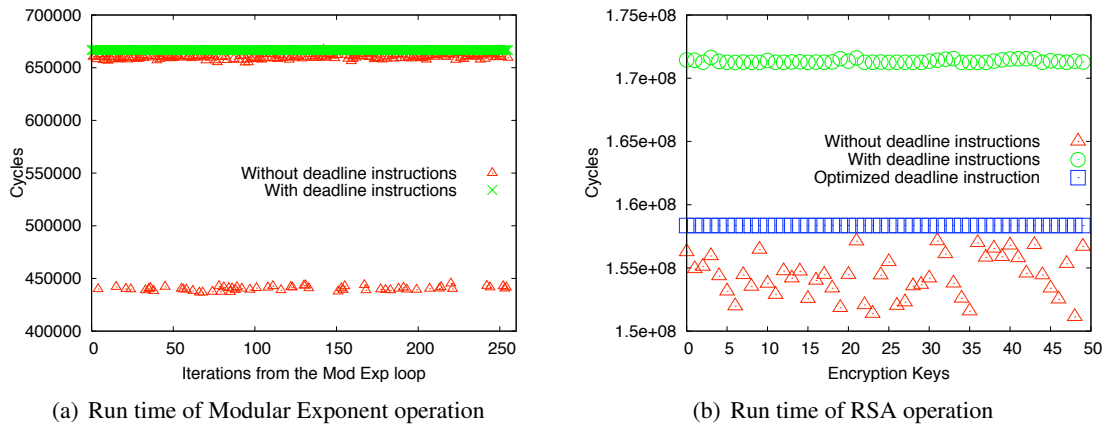 700000
650000
600000
550000
500000
450000
400000
Cycles
Without deadline instructions
With deadline instructions
0 50 100 150 200 250
Iterations from the Mod Exp loop
(a) Run time of Modular Exponent operation
1.75e+08
1.7e+08
1.65e+08
1.6e+08
1.55e+08
1.5e+08
Cycles
Without deadline instructions
With deadline instructions
Optimized deadline instruction
0 5 10 15 20 25 30 35 40 45 50
Encryption Keys
(b) Run time of RSA operation